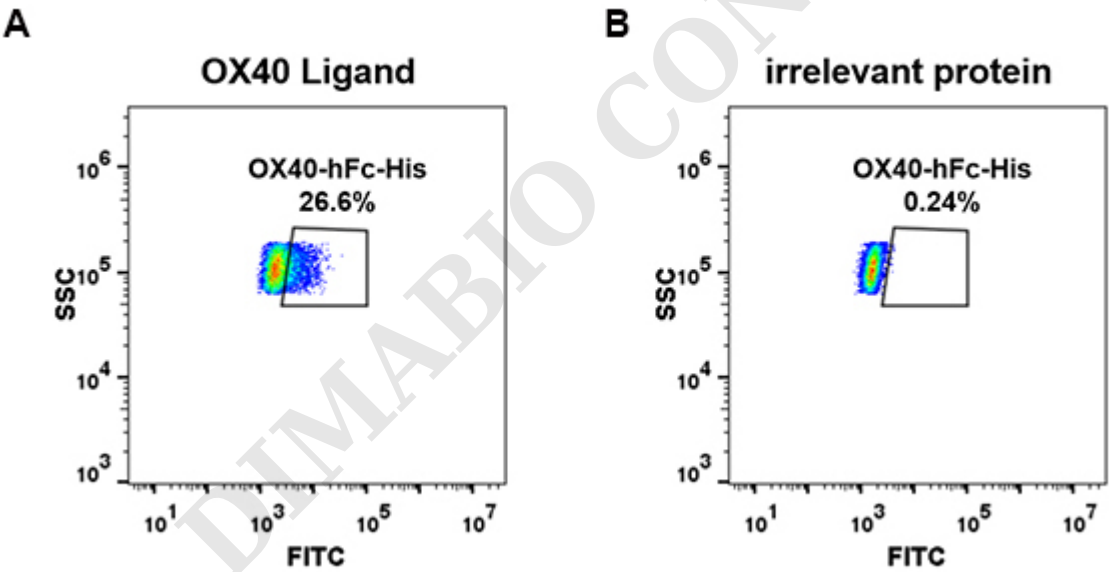 A
OX40 Ligand
OX40-hFc-His
26.6%
10^6
10^5
10^4
10^3
SSC
10^1
10^3
10^5
10^7
FITC
B
irrelevant protein
OX40-hFc-His
0.24%
10^6
10^5
10^4
10^3
SSC
10^1
10^3
10^5
10^7
FITC
DIMABIO CON